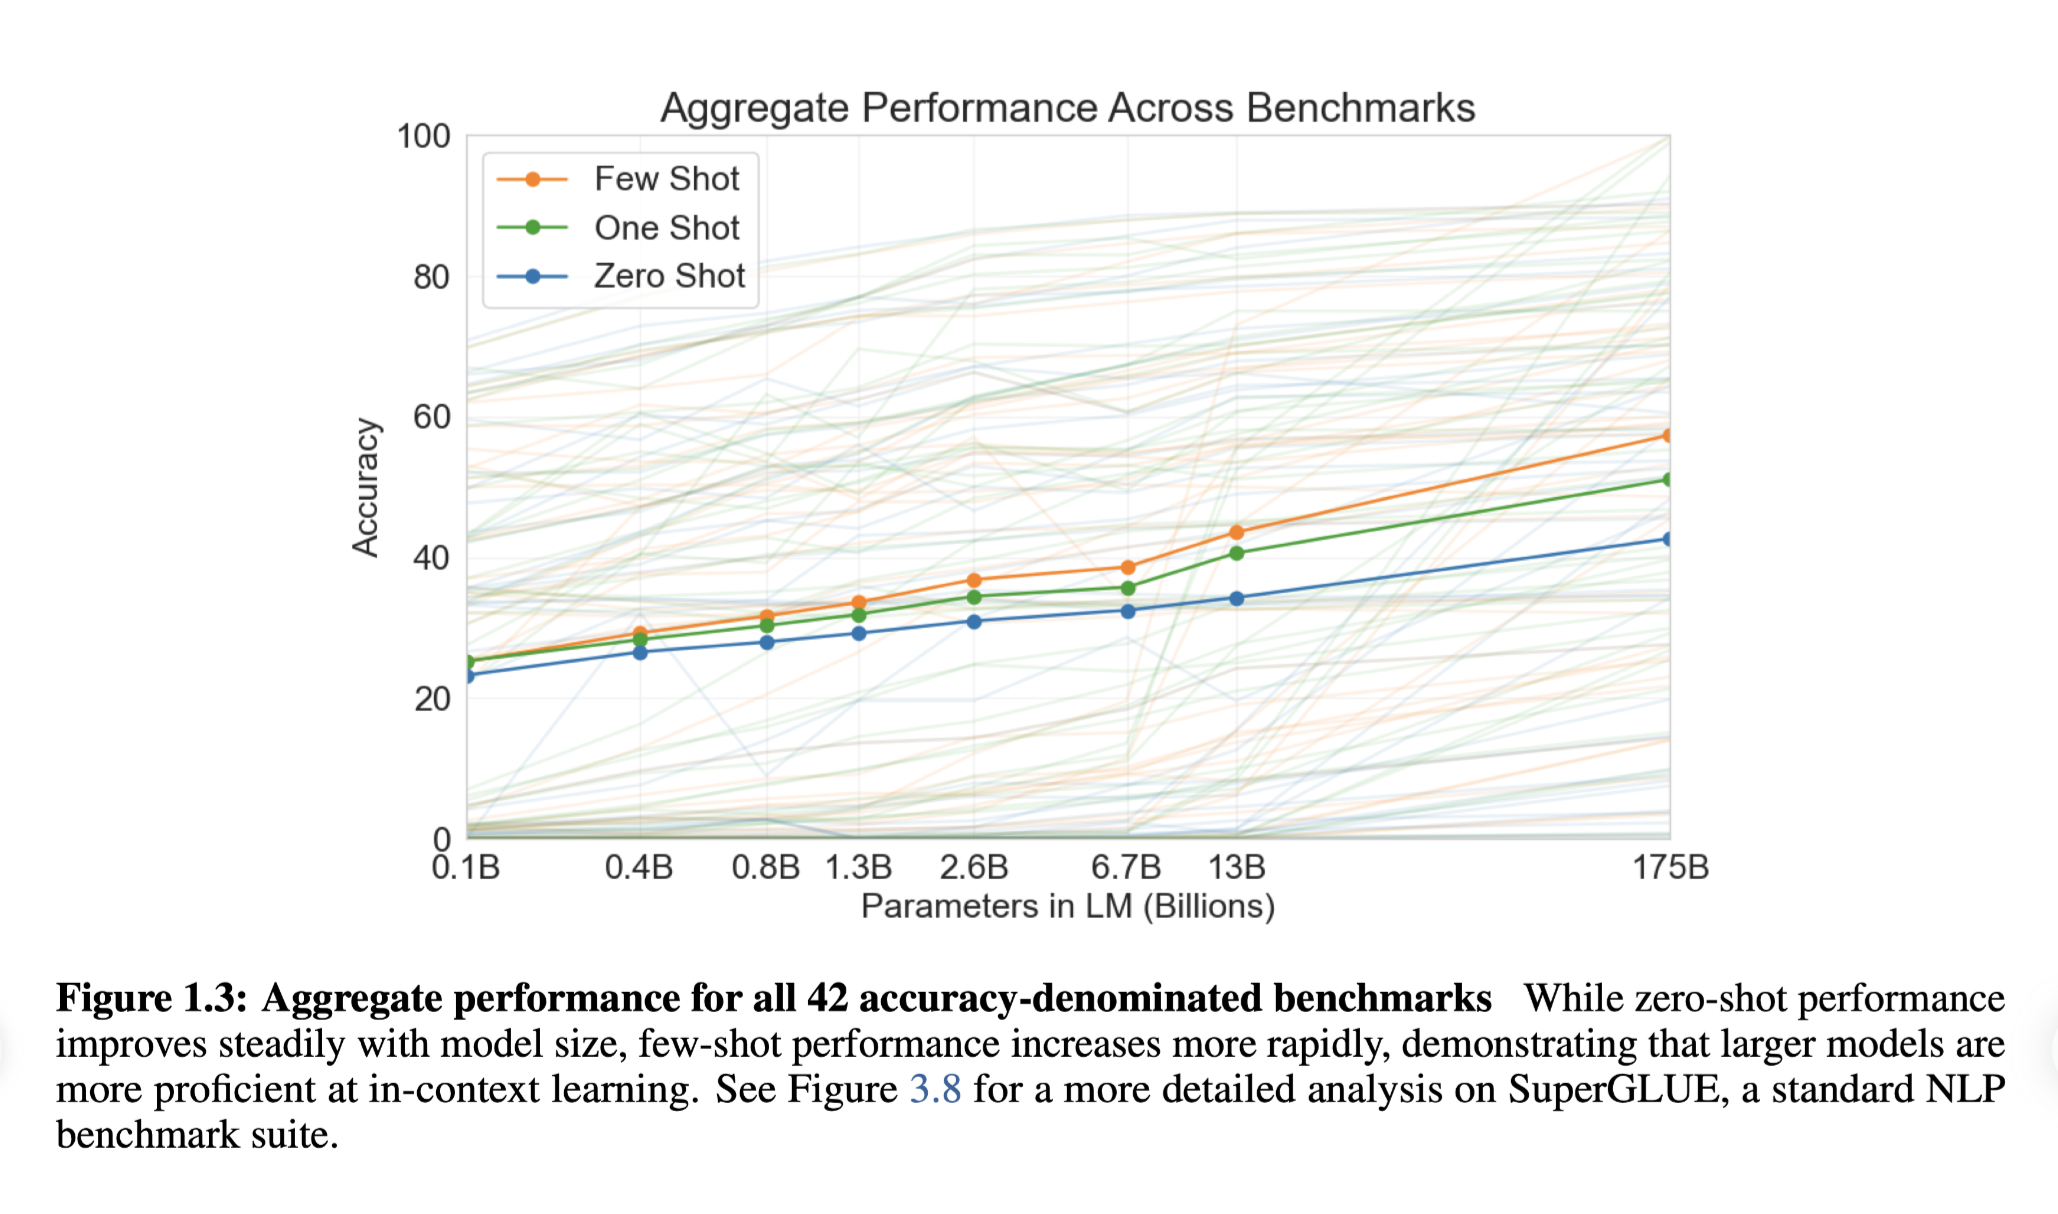 Aggregate Performance Across Benchmarks
100
80
60
40
20
0
Accuracy
Few Shot
One Shot
Zero Shot
0.1B 0.4B 0.8B 1.3B 2.6B 6.7B 13B 175B
Parameters in LM (Billions)
Figure 1.3: Aggregate performance for all 42 accuracy-denominated benchmarks While zero-shot performance
improves steadily with model size, few-shot performance increases more rapidly, demonstrating that larger models are
more proficient at in-context learning. See Figure 3.8 for a more detailed analysis on SuperGLUE, a standard NLP
benchmark suite.